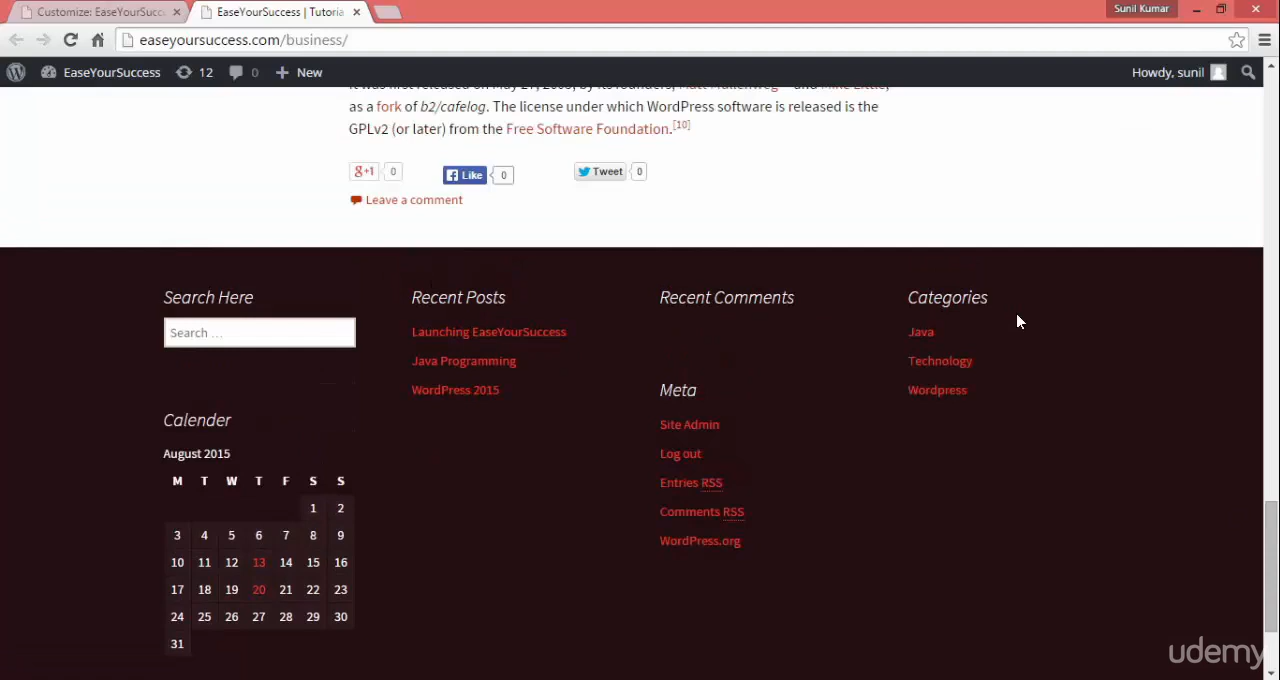 Customize: EaseYourSucc
EaseYourSuccess | Tutoria
Sunil Kumar
easeyoursuccess.com/business/
EaseYourSuccess 12 0 New
Howdy, sunil
It was first released on May 27, 2003, by its founders, Matt Mullenweg and Mike Little,
as a fork of b2/cafelog. The license under which WordPress software is released is the
GPLv2 (or later) from the Free Software Foundation.[10]
g+1 0 Like 0 Tweet 0
Leave a comment
Search Here
Search …
Calender
August 2015
M T W T F S S
1 2
3 4 5 6 7 8 9
10 11 12 13 14 15 16
17 18 19 20 21 22 23
24 25 26 27 28 29 30
31
Recent Posts
Launching EaseYourSuccess
Java Programming
WordPress 2015
Recent Comments
Meta
Site Admin
Log out
Entries RSS
Comments RSS
WordPress.org
Categories
Java
Technology
Wordpress
udemy